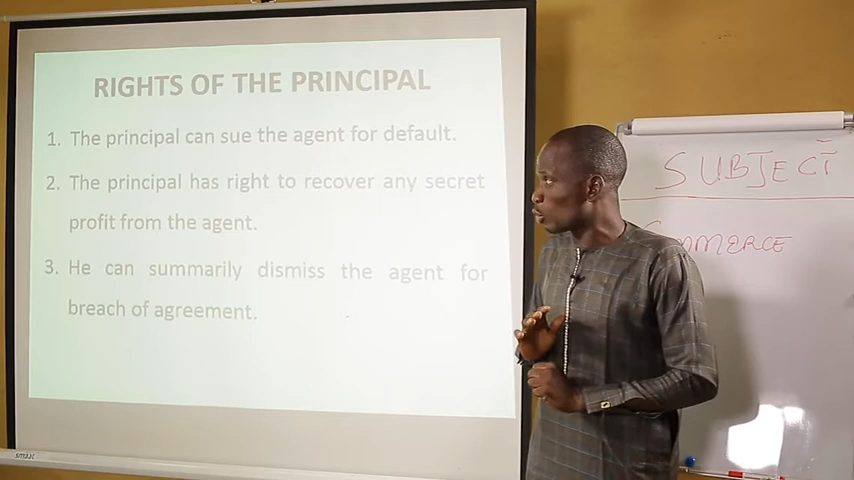 RIGHTS OF THE PRINCIPAL
1. The principal can sue the agent for default.
2. The principal has right to recover any secret
profit from the agent.
3. He can summarily dismiss the agent for
breach of agreement.
SUBJECT
COMMERCE